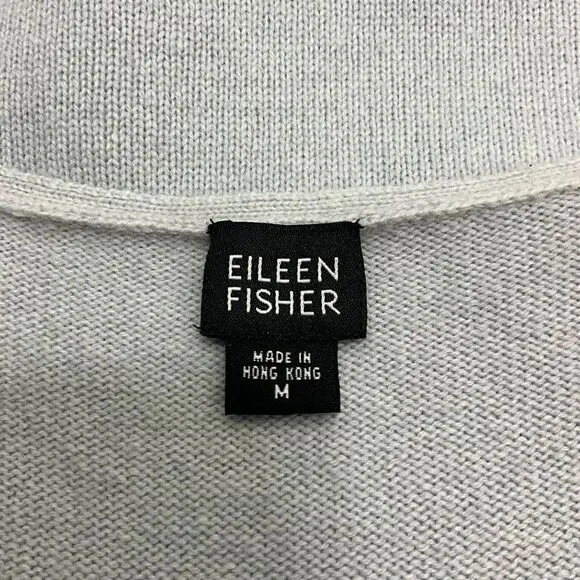 EILEEN
FISHER
MADE IN
HONG KONG
M